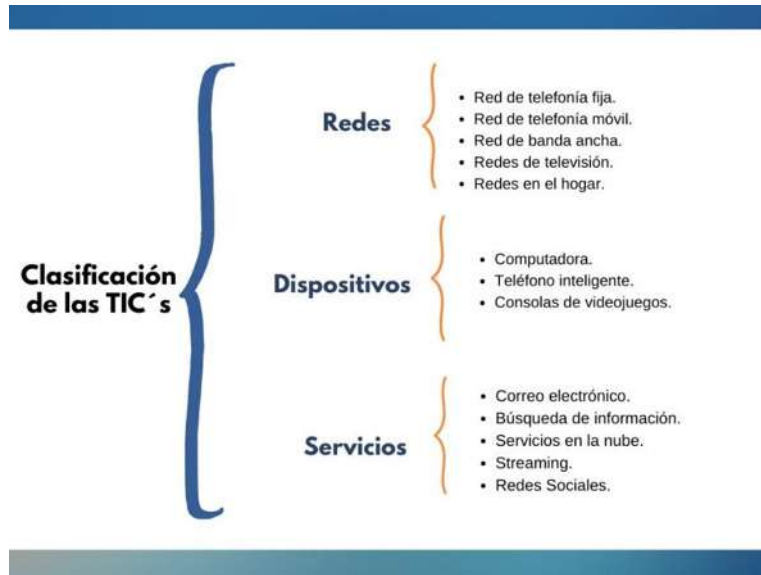 Clasificación
de las TIC´s
Redes
• Red de telefonía fija.
• Red de telefonía móvil.
• Red de banda ancha.
• Redes de televisión.
• Redes en el hogar.
Dispositivos
• Computadora.
• Teléfono inteligente.
• Consolas de videojuegos.
Servicios
• Correo electrónico.
• Búsqueda de información.
• Servicios en la nube.
• Streaming.
• Redes Sociales.